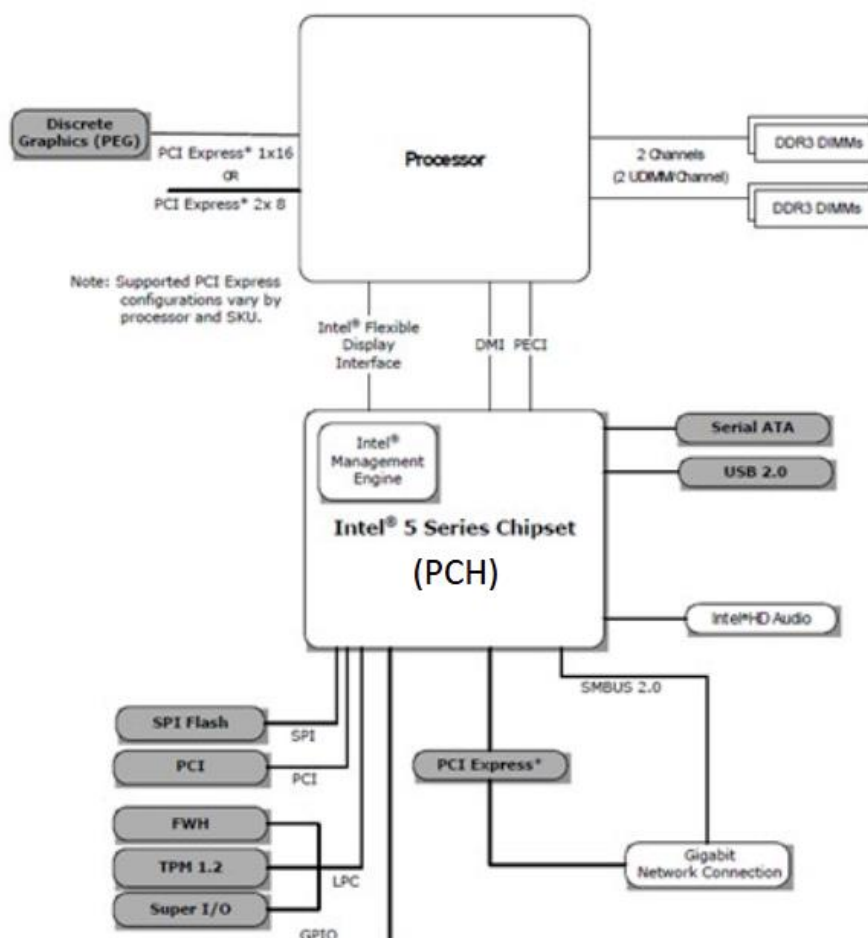 Processor
Discrete
Graphics (PEG)
PCI Express* 1x16
OR
PCI Express* 2x 8
2 Channels
(2 UDIMM/Channel)
DDR3 DIMMs
DDR3 DIMMs
Note: Supported PCI Express
configurations vary by
processor and SKU.
Intel® Flexible
Display
Interface
DMI PECI
Intel®
Management
Engine
Intel® 5 Series Chipset
(PCH)
Serial ATA
USB 2.0
Intel®HD Audio
SMBUS 2.0
SPI Flash
SPI
PCI
PCI
FWH
TPM 1.2
LPC
Super I/O
GPIO
PCI Express*
Gigabit
Network Connection